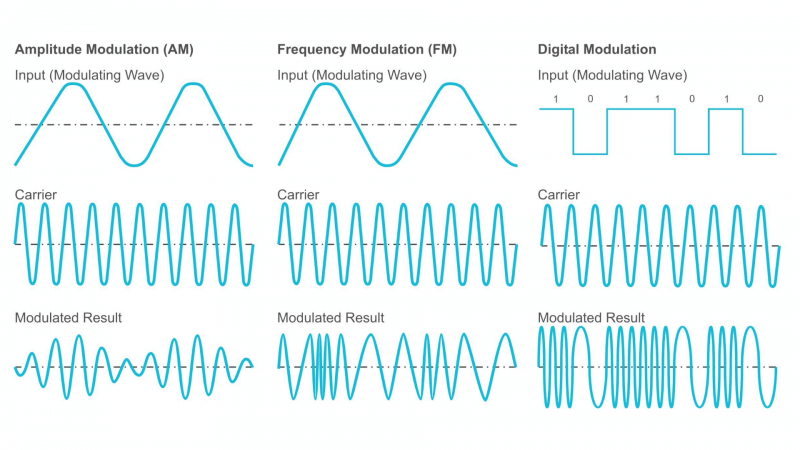 Amplitude Modulation (AM)
Input (Modulating Wave)
Carrier
Modulated Result
Frequency Modulation (FM)
Input (Modulating Wave)
Carrier
Modulated Result
Digital Modulation
Input (Modulating Wave)
1 0 1 1 0 1 0
Carrier
Modulated Result